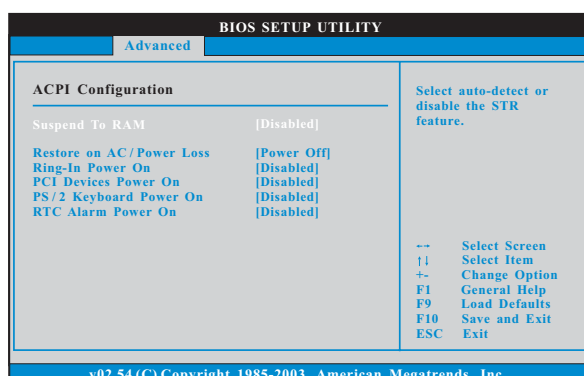 BIOS SETUP UTILITY
Advanced
ACPI Configuration
Suspend To RAM [Disabled]
Restore on AC / Power Loss [Power Off]
Ring-In Power On [Disabled]
PCI Devices Power On [Disabled]
PS / 2 Keyboard Power On [Disabled]
RTC Alarm Power On [Disabled]
Select auto-detect or
disable the STR
feature.
←→ Select Screen
↑↓ Select Item
+- Change Option
F1 General Help
F9 Load Defaults
F10 Save and Exit
ESC Exit
v02.54 (C) Copyright 1985-2003, American Megatrends, Inc.